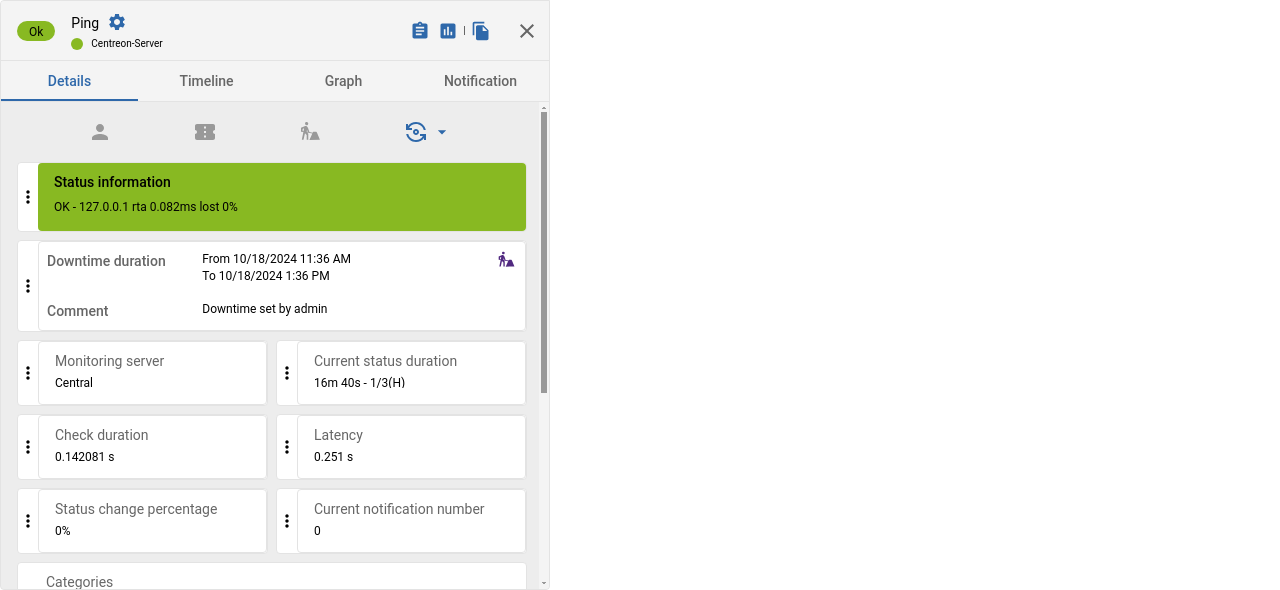 Ok
Ping
Centreon-Server
Details Timeline Graph Notification
Status information
OK - 127.0.0.1 rta 0.082ms lost 0%
Downtime duration From 10/18/2024 11:36 AM
To 10/18/2024 1:36 PM
Comment Downtime set by admin
Monitoring server
Central
Current status duration
16m 40s - 1/3(H)
Check duration
0.142081 s
Latency
0.251 s
Status change percentage
0%
Current notification number
0
Categories